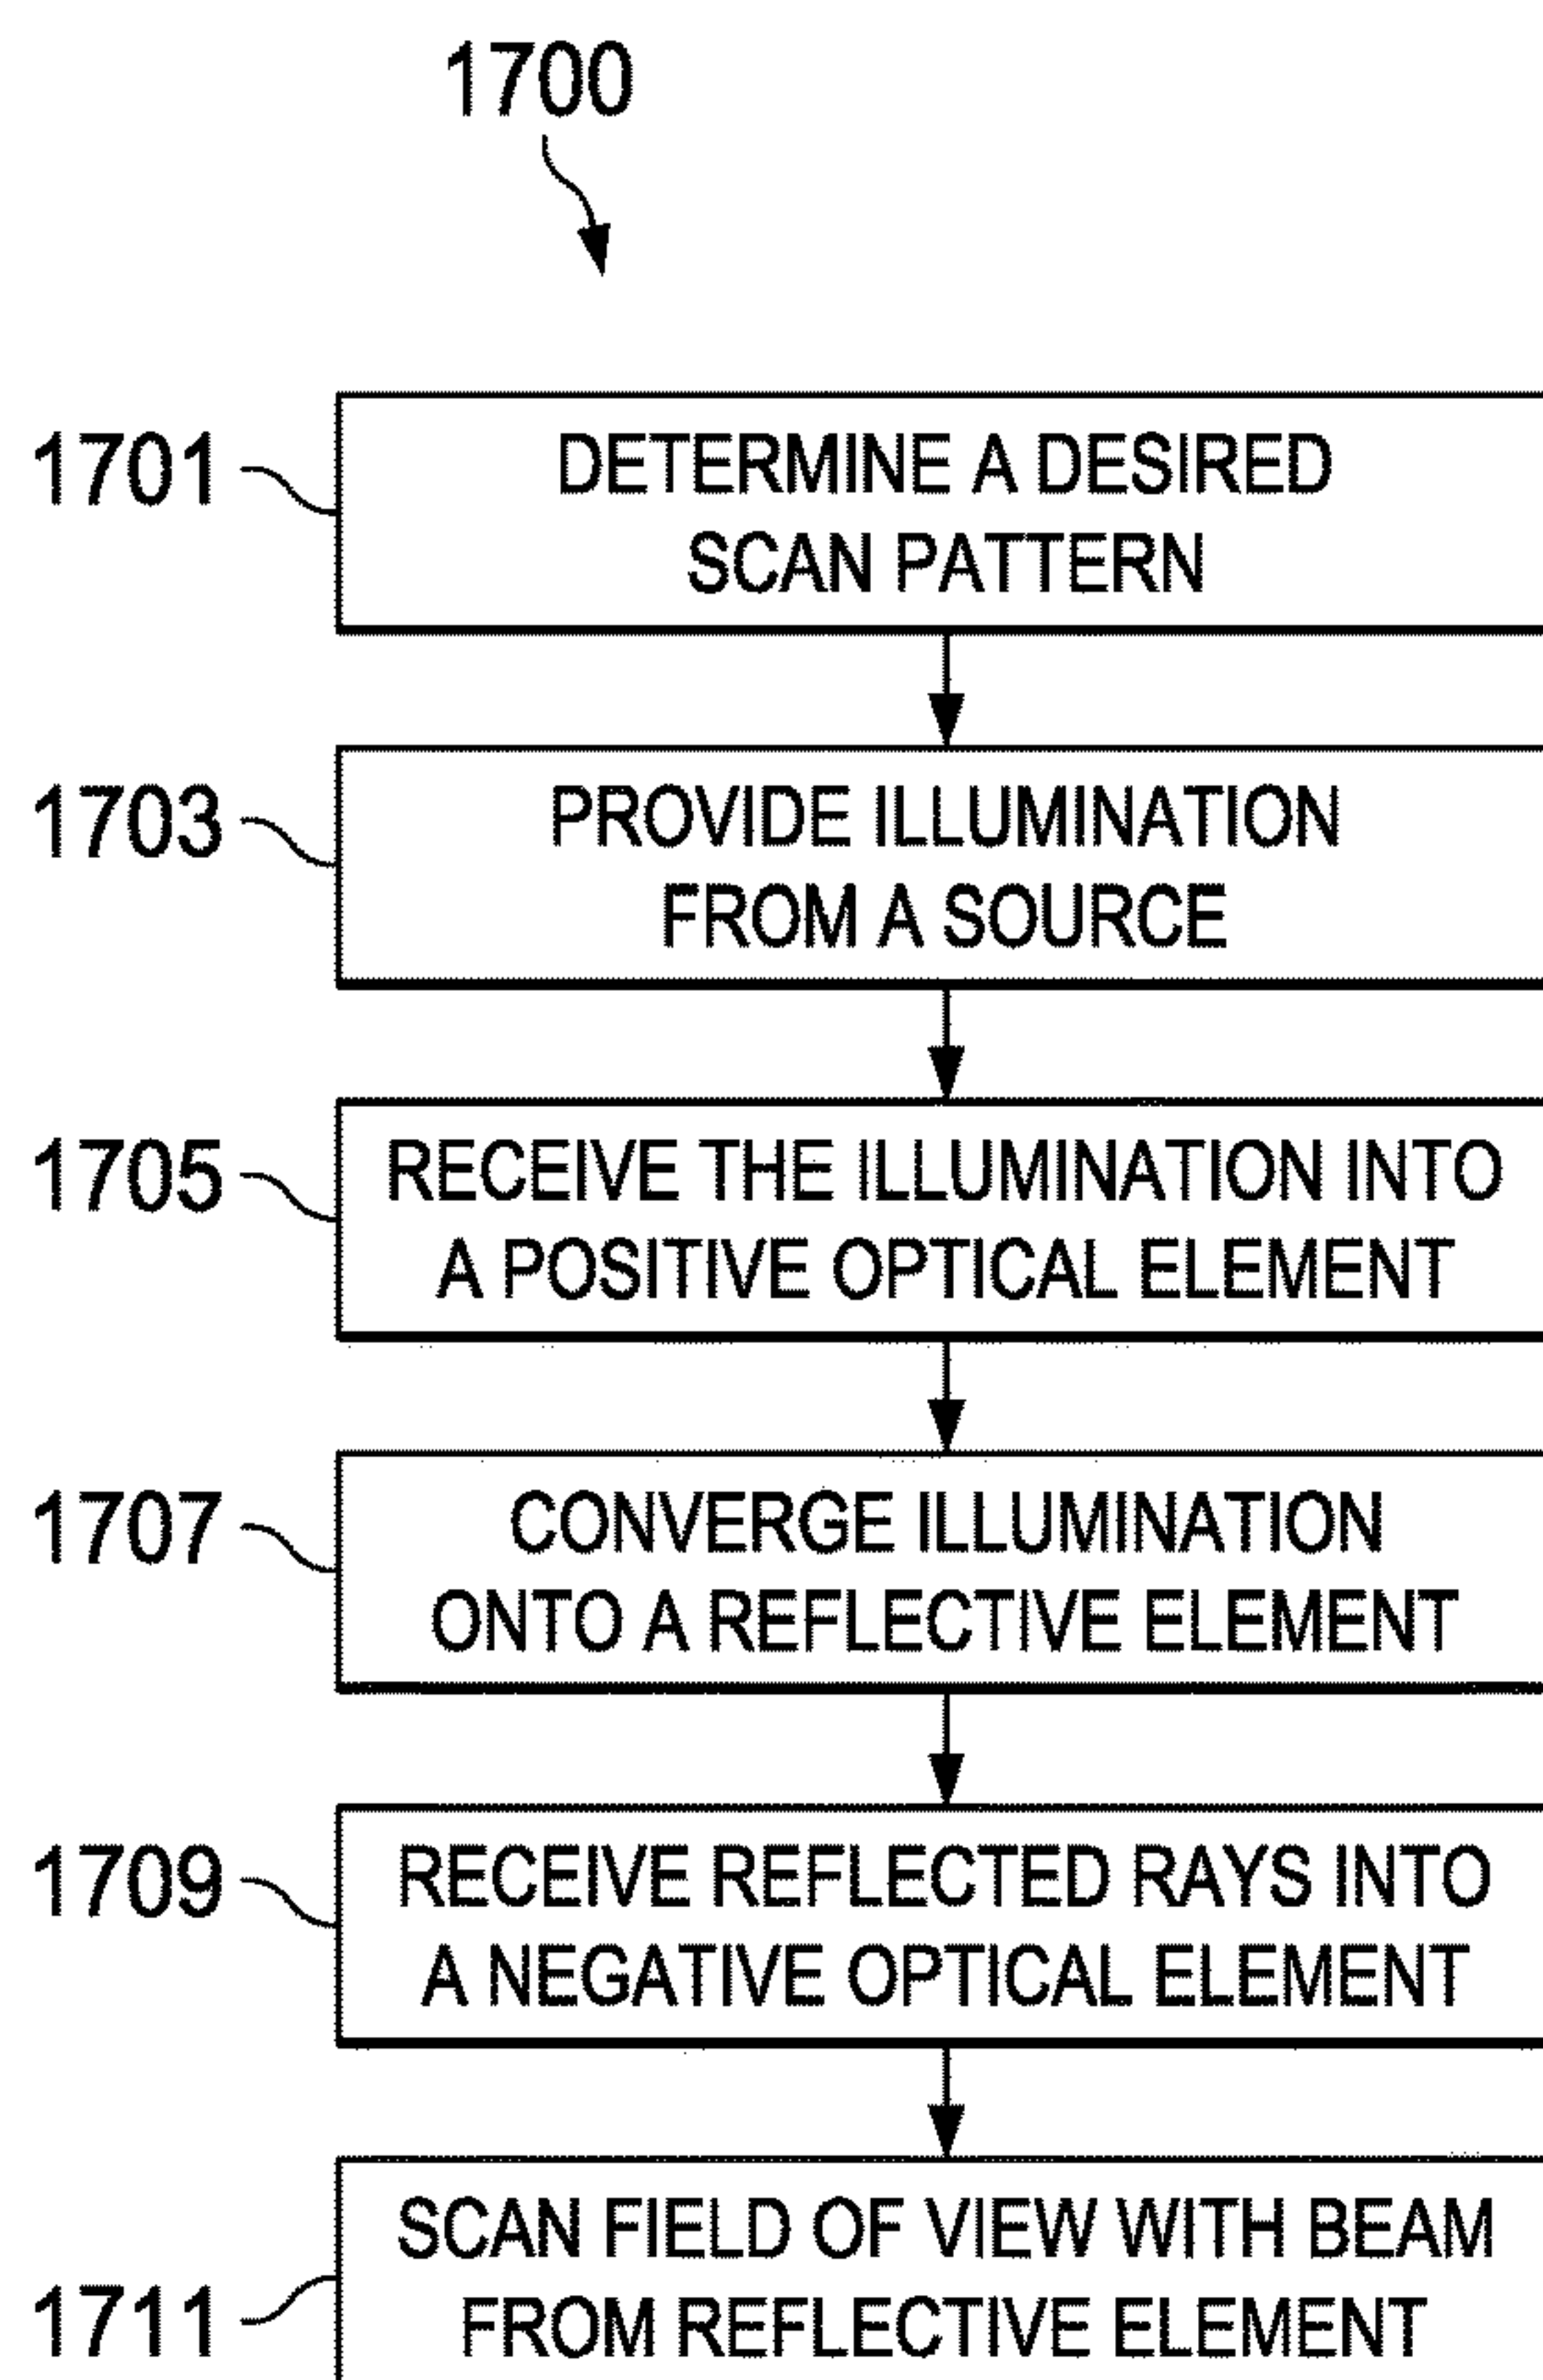 1700
1701
DETERMINE A DESIRED
SCAN PATTERN
1703
PROVIDE ILLUMINATION
FROM A SOURCE
1705
RECEIVE THE ILLUMINATION INTO
A POSITIVE OPTICAL ELEMENT
1707
CONVERGE ILLUMINATION
ONTO A REFLECTIVE ELEMENT
1709
RECEIVE REFLECTED RAYS INTO
A NEGATIVE OPTICAL ELEMENT
1711
SCAN FIELD OF VIEW WITH BEAM
FROM REFLECTIVE ELEMENT